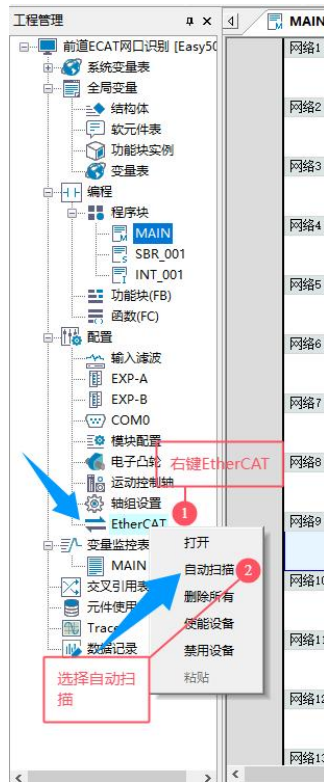 工程管理
MAIN
前道ECAT网口识别 [Easy50
系统变量表
全局变量
结构体
软元件表
功能块实例
变量表
编程
程序块
MAIN
SBR_001
INT_001
功能块(FB)
函数(FC)
配置
输入滤波
EXP-A
EXP-B
COM0
模块配置
电子凸轮
运动控制轴
轴组设置
EtherCAT
变量监控表
MAIN
交叉引用表
元件使用
Trace
数据记录
右键EtherCAT
1
打开
自动扫描
2
删除所有
使能设备
禁用设备
粘贴
选择自动扫
描
网络1
网络2
网络3
网络4
网络5
网络6
网络7
网络8
网络9
网络10
网络11
网络12
网络13